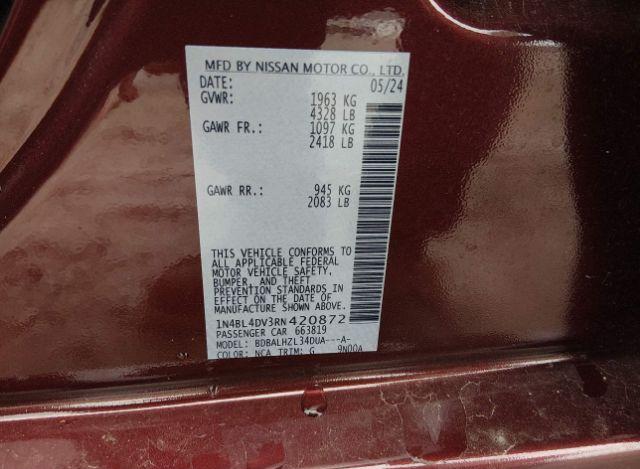 MFD BY NISSAN MOTOR CO., LTD.
DATE: 05/24
GVWR: 1963 KG
4328 LB
GAWR FR.: 1097 KG
2418 LB
GAWR RR.: 945 KG
2083 LB
THIS VEHICLE CONFORMS TO
ALL APPLICABLE FEDERAL
MOTOR VEHICLE SAFETY,
BUMPER, AND THEFT
PREVENTION STANDARDS IN
EFFECT ON THE DATE OF
MANUFACTURE SHOWN ABOVE.
1N4BL4DV3RN420872
PASSENGER CAR 663819
MODEL: BDBALHZL34DUA---A-
COLOR: NCA TRIM: G 9N00A